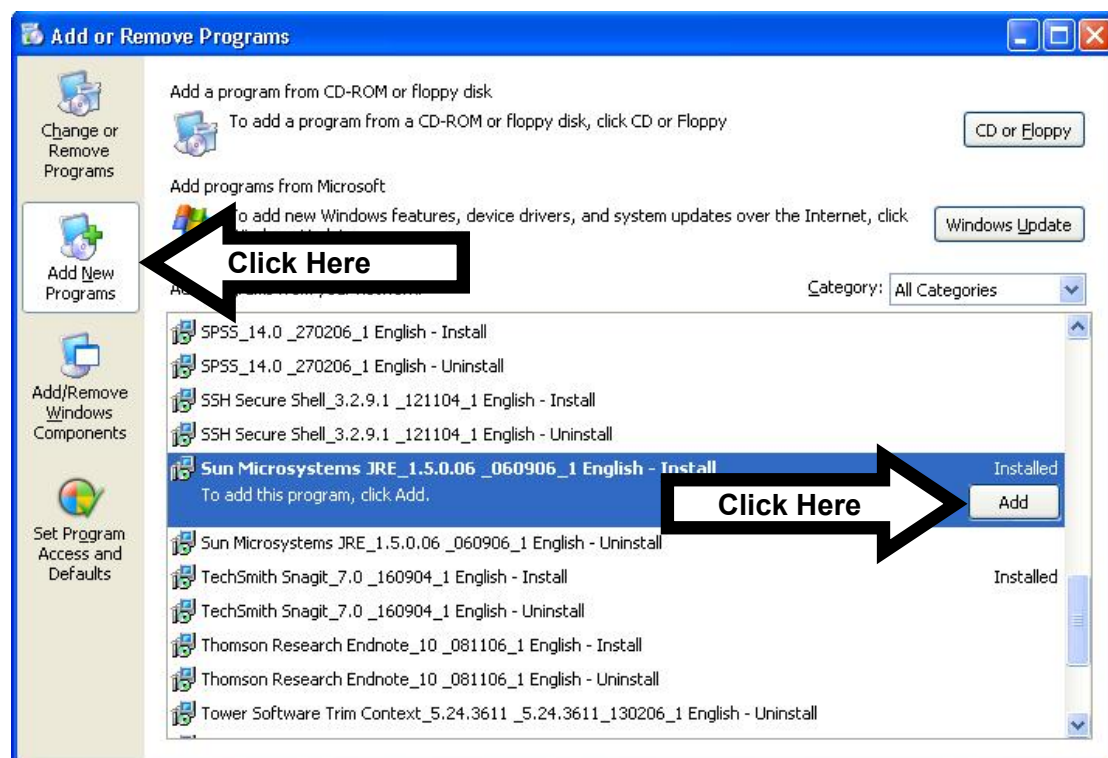 Add or Remove Programs
Change or
Remove
Programs
Add New
Programs
Add/Remove
Windows
Components
Set Program
Access and
Defaults
Add a program from CD-ROM or floppy disk
To add a program from a CD-ROM or floppy disk, click CD or Floppy
CD or Floppy
Add programs from Microsoft
To add new Windows features, device drivers, and system updates over the Internet, click
Windows Update
Click Here
Category: All Categories
SPSS_14.0 _270206_1 English - Install
SPSS_14.0 _270206_1 English - Uninstall
SSH Secure Shell_3.2.9.1 _121104_1 English - Install
SSH Secure Shell_3.2.9.1 _121104_1 English - Uninstall
Sun Microsystems JRE_1.5.0.06 _060906_1 English - Install Installed
To add this program, click Add.
Click Here
Add
Sun Microsystems JRE_1.5.0.06 _060906_1 English - Uninstall
TechSmith Snagit_7.0 _160904_1 English - Install Installed
TechSmith Snagit_7.0 _160904_1 English - Uninstall
Thomson Research Endnote_10 _081106_1 English - Install
Thomson Research Endnote_10 _081106_1 English - Uninstall
Tower Software Trim Context_5.24.3611 _5.24.3611_130206_1 English - Uninstall